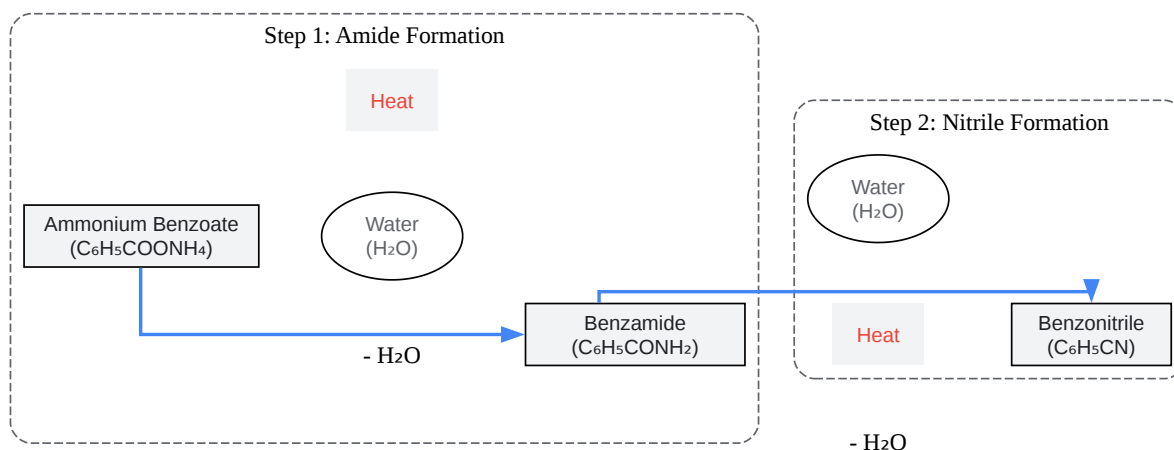 Step 1: Amide Formation
Heat
Ammonium Benzoate
(C₆H₅COONH₄)
Water
(H₂O)
- H₂O
Benzamide
(C₆H₅CONH₂)
Step 2: Nitrile Formation
Water
(H₂O)
Heat
Benzonitrile
(C₆H₅CN)
- H₂O